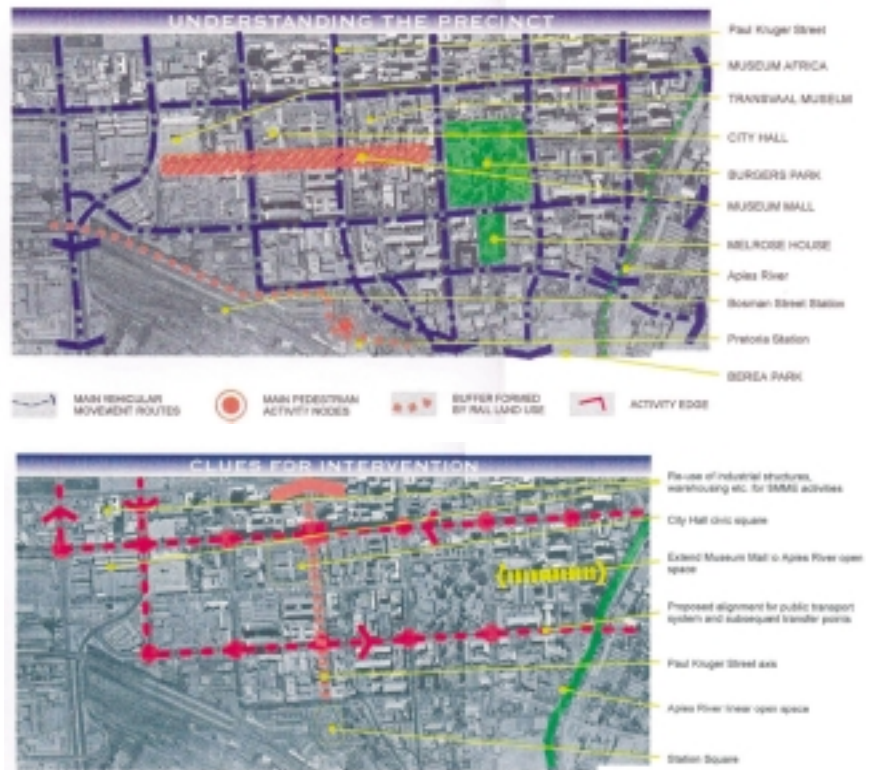 UNDERSTANDING THE PRECINCT
Paul Kruger Street
MUSEUM AFRICA
TRANSVAAL MUSEUM
CITY HALL
BURGERS PARK
MUSEUM MALL
MELROSE HOUSE
Apies River
Bosman Street Station
Pretoria Station
BEREA PARK
MAIN VEHICULAR
MOVEMENT ROUTES
MAIN PEDESTRIAN
ACTIVITY NODES
BUFFER FORMED
BY RAIL LAND USE
ACTIVITY EDGE
CLUES FOR INTERVENTION
Re-use of industrial structures,
warehousing etc. for SMME activities
City Hall civic square
Extend Museum Mall to Apies River open
space
Proposed alignment for public transport
system and subsequent transfer points
Paul Kruger Street axis
Apies River linear open space
Station Square